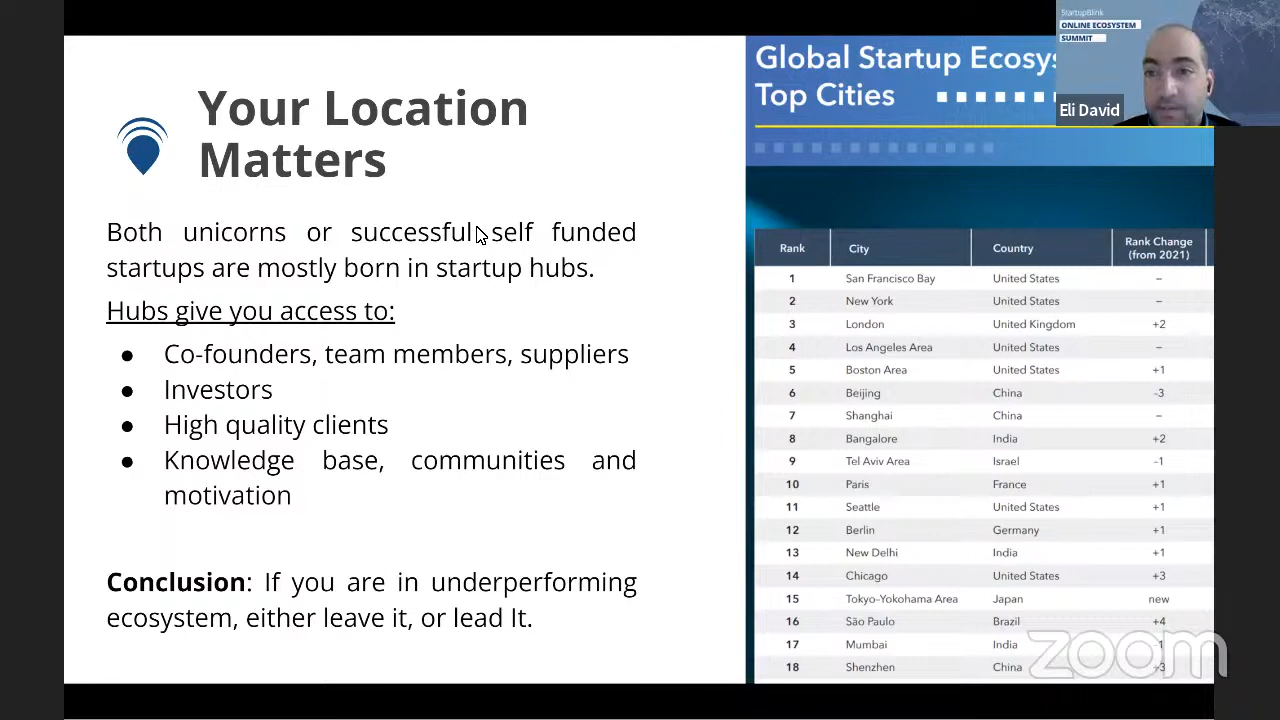 StartupBlink
ONLINE ECOSYSTEM
SUMMIT
Eli David
Your Location
Matters
Both unicorns or successful self funded
startups are mostly born in startup hubs.
Hubs give you access to:
● Co-founders, team members, suppliers
● Investors
● High quality clients
● Knowledge base, communities and
motivation
Conclusion: If you are in underperforming
ecosystem, either leave it, or lead It.
Global Startup
Top Cities
Rank City Country Rank Change
(from 2021)
1 San Francisco Bay United States –
2 New York United States –
3 London United Kingdom +2
4 Los Angeles Area United States –
5 Boston Area United States +1
6 Beijing China -3
7 Shanghai China –
8 Bangalore India +2
9 Tel Aviv Area Israel -1
10 Paris France +1
11 Seattle United States +1
12 Berlin Germany +1
13 New Delhi India +1
14 Chicago United States +3
15 Tokyo-Yokohama Area Japan new
16 São Paulo Brazil +4
17 Mumbai India
18 Shenzhen China
zoom